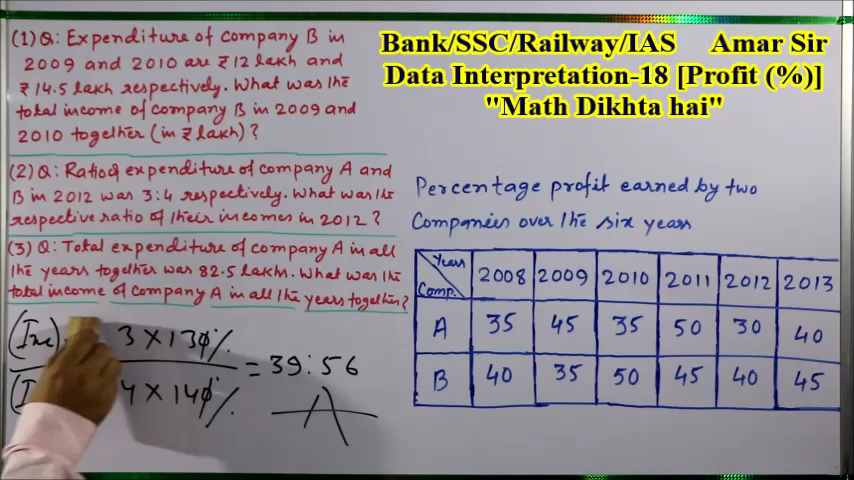 Bank/SSC/Railway/IAS Amar Sir
Data Interpretation-18 [Profit (%)]
"Math Dikhta hai"
(1) Q: Expenditure of company B in
2009 and 2010 are ₹12 lakh and
₹14.5 lakh respectively. What was the
total income of company B in 2009 and
2010 together (in ₹ lakh) ?
(2) Q: Ratio of expenditure of company A and
B in 2012 was 3:4 respectively. What was the
respective ratio of their incomes in 2012 ?
(3) Q: Total expenditure of company A in all
the years together was 82.5 lakhs. What was the
total income of company A in all the years together?
(Inc) 3 X 130%
= 39:56
(I 4 X 140%
Percentage profit earned by two
Companies over the six years
Years
Comp. 2008 2009 2010 2011 2012 2013
A 35 45 35 50 30 40
B 40 35 50 45 40 45